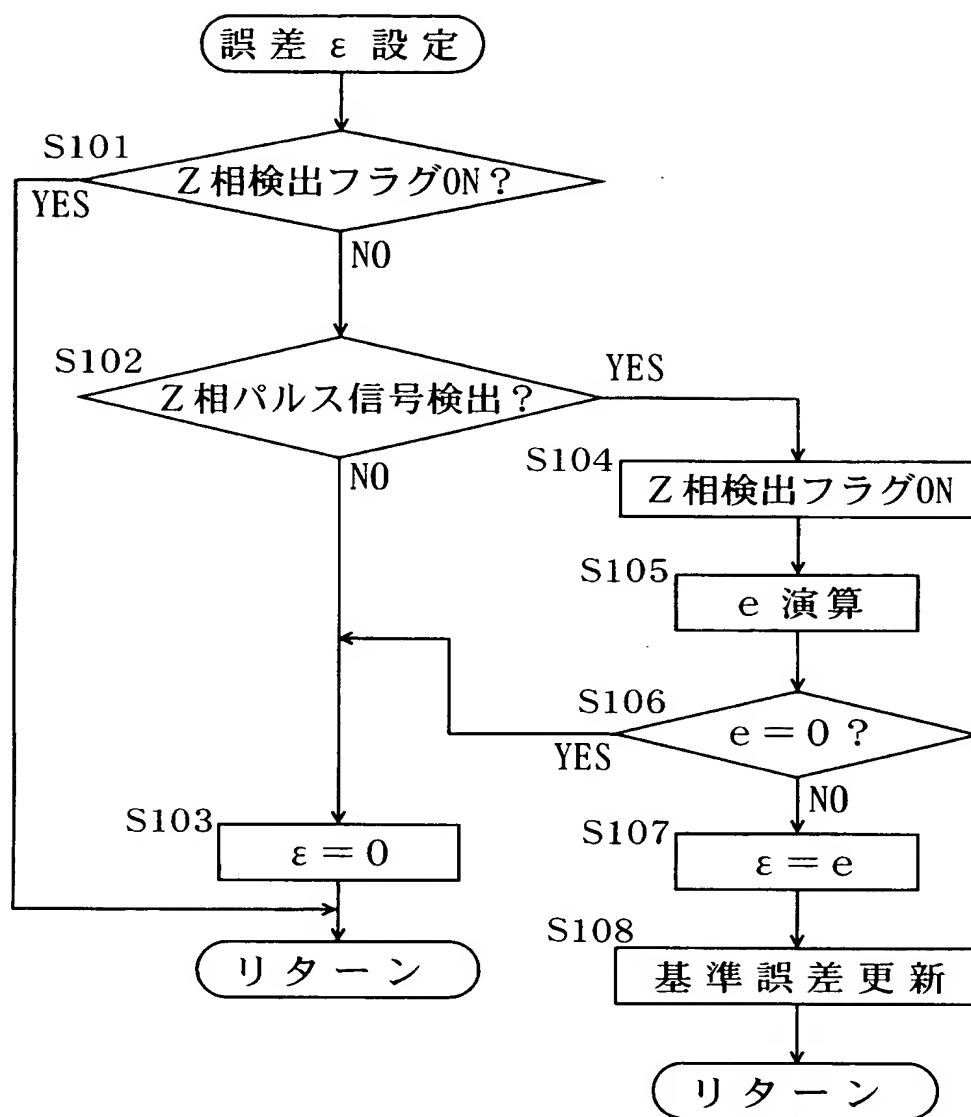 誤差ε設定
S101
Z相検出フラグON?
YES
NO
S102
Z相パルス信号検出?
YES
NO
S104
Z相検出フラグON
S105
e 演算
S106
e=0?
YES
NO
S103
ε=0
S107
ε=e
S108
基準誤差更新
リターン
リターン